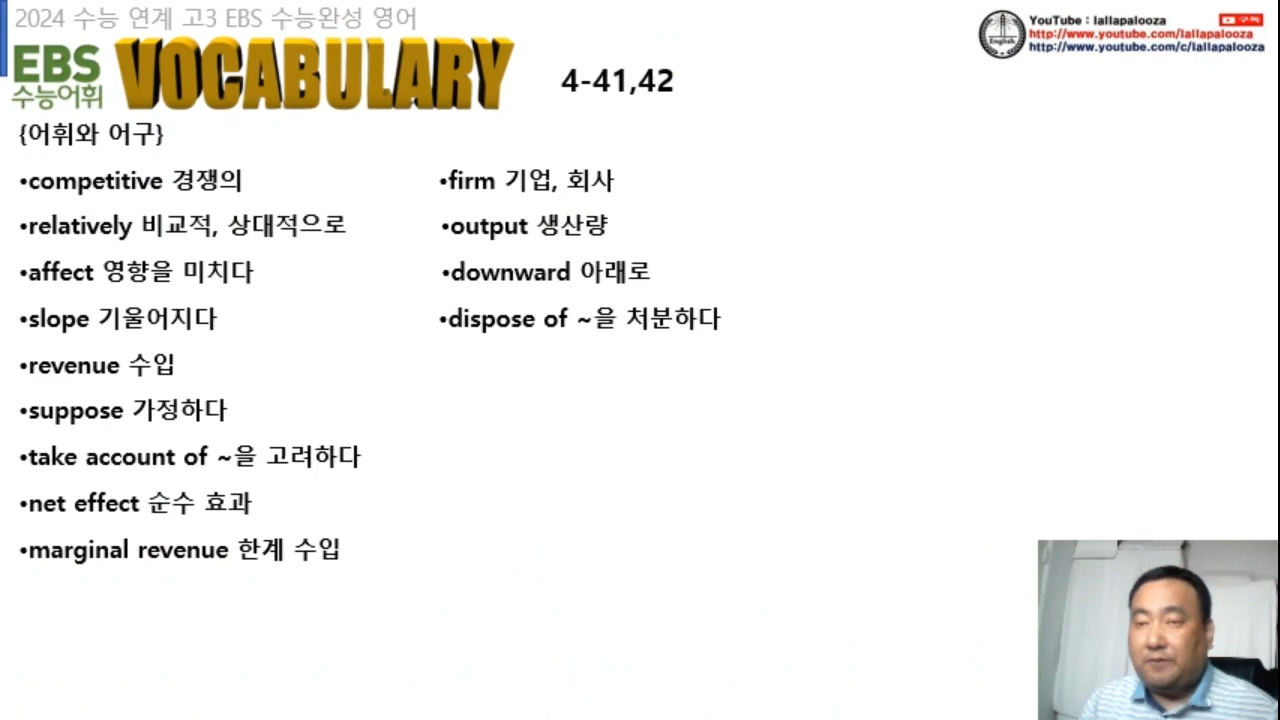 2024 수능 연계 고3 EBS 수능완성 영어
EBS
수능어휘
VOCABULARY
4-41,42
English
YouTube : lallapalooza
구독
http://www.youtube.com/lallapalooza
http://www.youtube.com/c/lallapalooza
{어휘와 어구}
•competitive 경쟁의
•relatively 비교적, 상대적으로
•affect 영향을 미치다
•slope 기울어지다
•revenue 수입
•suppose 가정하다
•take account of ~을 고려하다
•net effect 순수 효과
•marginal revenue 한계 수입
•firm 기업, 회사
•output 생산량
•downward 아래로
•dispose of ~을 처분하다